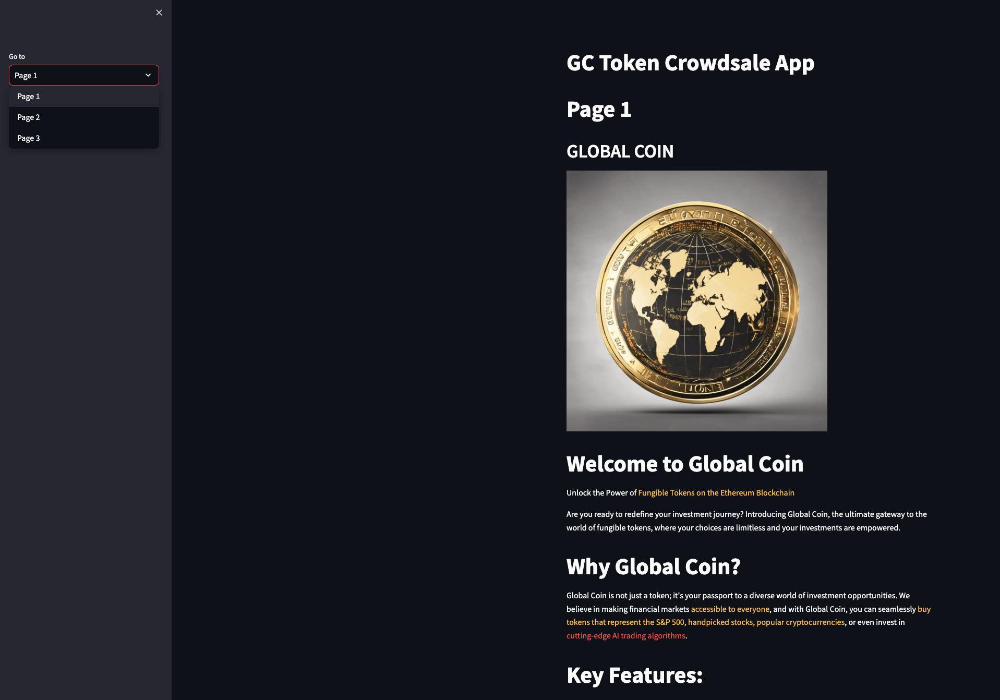 Go to
Page 1
Page 1
Page 2
Page 3
GC Token Crowdsale App
Page 1
GLOBAL COIN
Welcome to Global Coin
Unlock the Power of Fungible Tokens on the Ethereum Blockchain
Are you ready to redefine your investment journey? Introducing Global Coin, the ultimate gateway to the
world of fungible tokens, where your choices are limitless and your investments are empowered.
Why Global Coin?
Global Coin is not just a token; it's your passport to a diverse world of investment opportunities. We
believe in making financial markets accessible to everyone, and with Global Coin, you can seamlessly buy
tokens that represent the S&P 500, handpicked stocks, popular cryptocurrencies, or even invest in
cutting-edge AI trading algorithms.
Key Features: